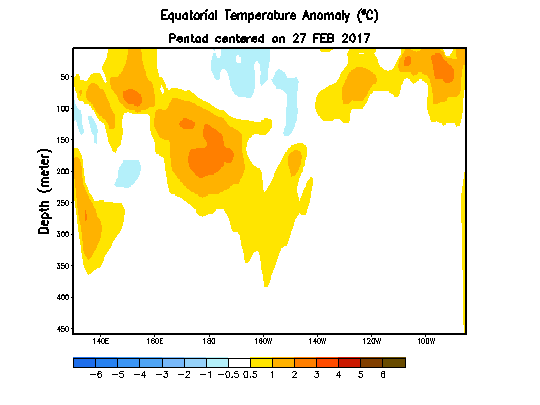 Equatorial Temperature Anomaly (°C)
Pentad centered on 27 FEB 2017
Depth (meter)
50
100
150
200
250
300
350
400
450
140E 160E 180 160W 140W 120W 100W
-6 -5 -4 -3 -2 -1 -0.5 0.5 1 2 3 4 5 6